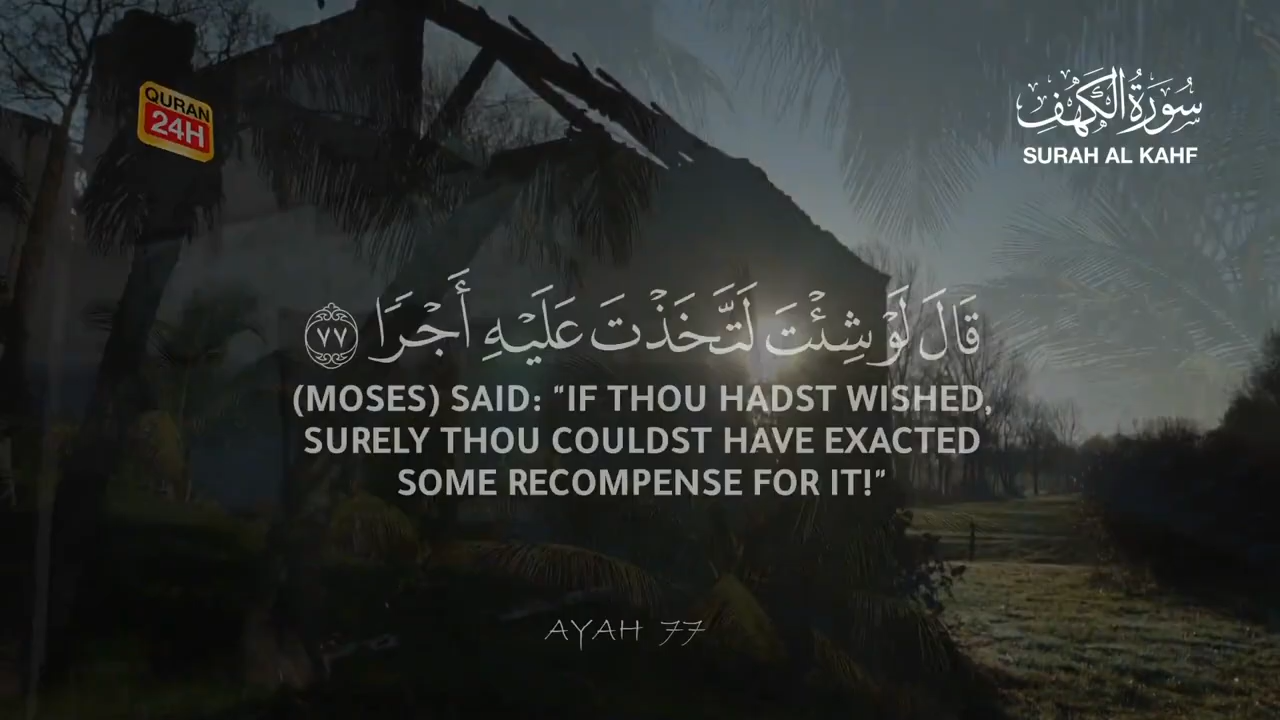 QURAN
24H
سُورَةُ الْكَهْفِ
SURAH AL KAHF
قَالَ لَوْ شِئْتَ لَتَّخَذْتَ عَلَيْهِ أَجْرًا ٧٧
(MOSES) SAID: "IF THOU HADST WISHED,
SURELY THOU COULDST HAVE EXACTED
SOME RECOMPENSE FOR IT!"
AYAH 77